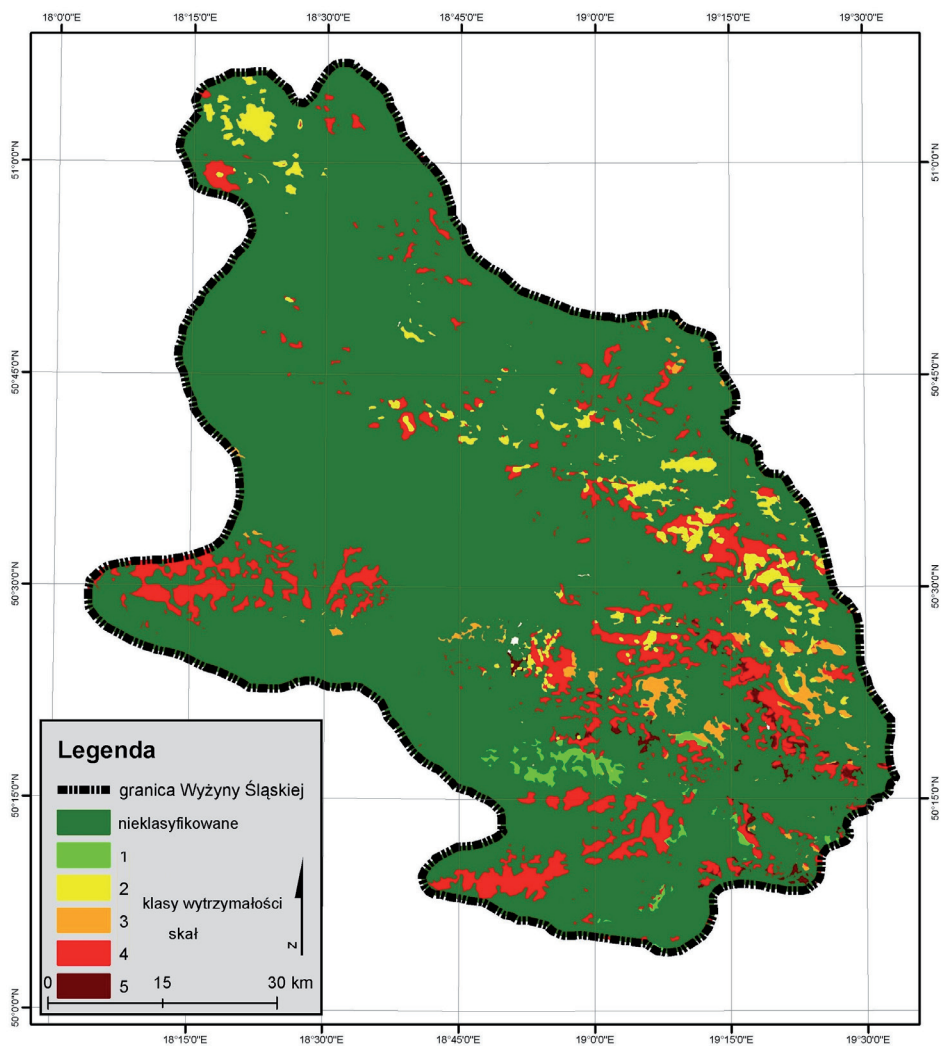 18°0'0"E 18°15'0"E 18°30'0"E 18°45'0"E 19°0'0"E 19°15'0"E 19°30'0"E
51°0'0"N 51°0'0"N
50°45'0"N 50°45'0"N
50°30'0"N 50°30'0"N
50°15'0"N 50°15'0"N
50°0'0"N 50°0'0"N
Legenda
granica Wyżyny Śląskiej
nieklasyfikowane
1
2
3
4
5
klasy wytrzymałości
skał
N
0 15 30 km
18°15'0"E 18°30'0"E 18°45'0"E 19°0'0"E 19°15'0"E 19°30'0"E